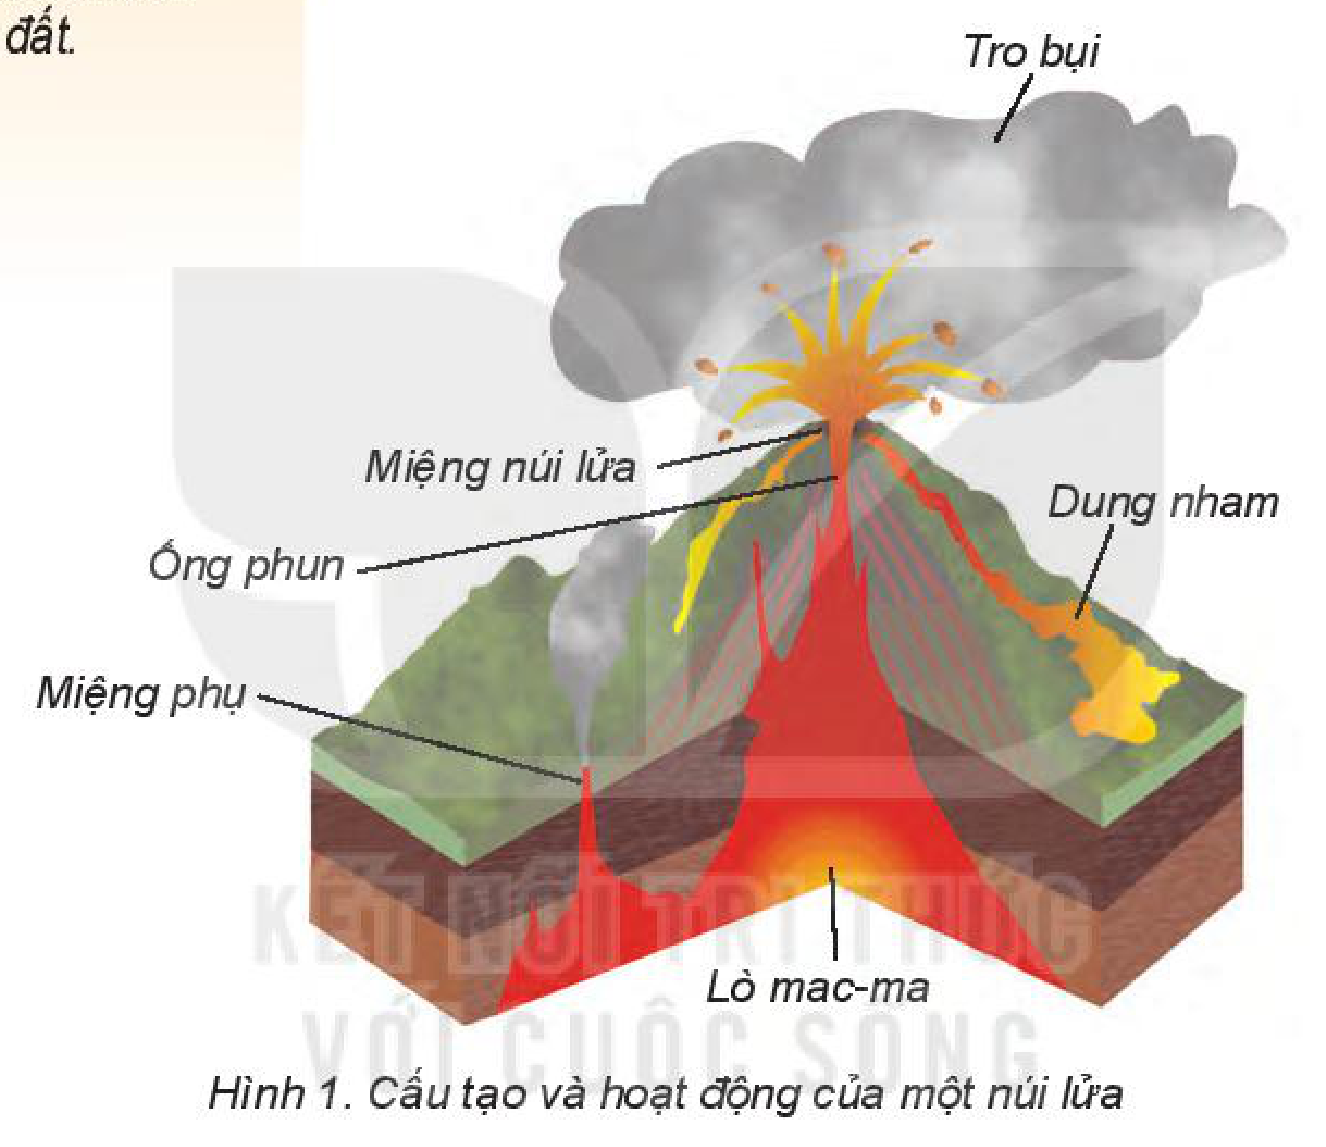 đất.
Tro bụi
Miệng núi lửa
Dung nham
Ống phun
Miệng phụ
KẾT NỐI TRI THỨC
Lò mac-ma
VỚI CUỘC SỐNG
Hình 1. Cấu tạo và hoạt động của một núi lửa